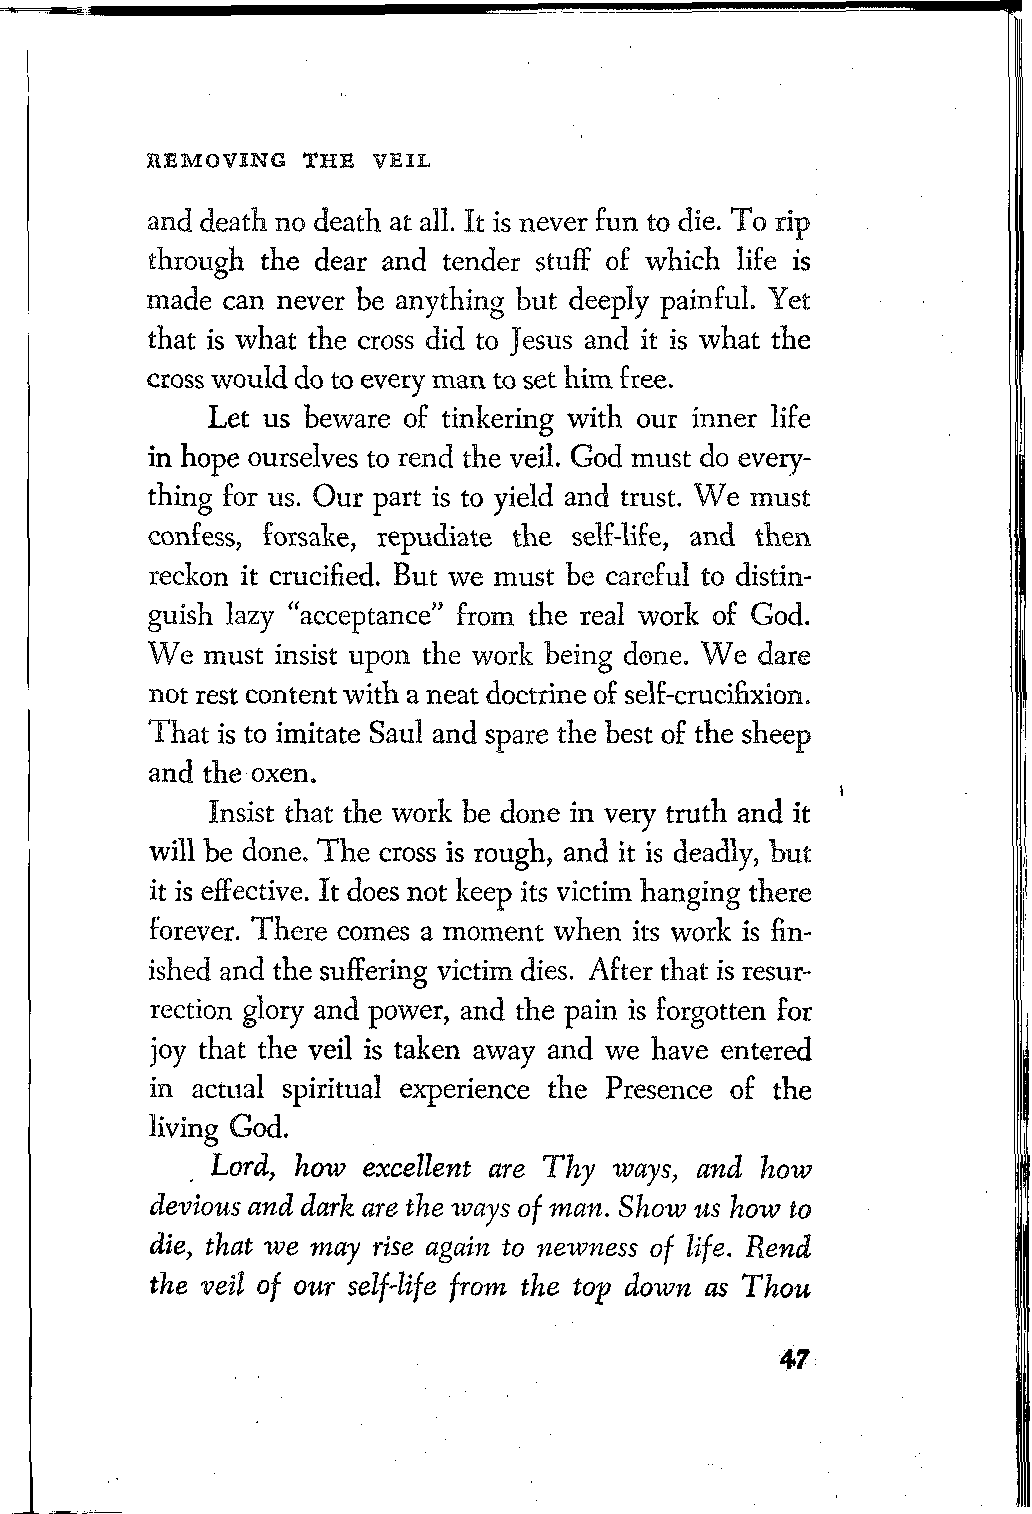 REMOVING THE VEIL
and death no death at all. It is never fun to die. To rip
through the dear and tender stuff of which life is
made can never be anything but deeply painful. Yet
that is what the cross did to Jesus and it is what the
cross would do to every man to set him free.
Let us beware of tinkering with our inner life
in hope ourselves to rend the veil. God must do every-
thing for us. Our part is to yield and trust. We must
confess, forsake, repudiate the self-life, and then
reckon it crucified. But we must be careful to distin-
guish lazy "acceptance" from the real work of God.
We must insist upon the work being done. We dare
not rest content with a neat doctrine of self-crucifixion.
That is to imitate Saul and spare the best of the sheep
and the oxen.
Insist that the work be done in very truth and it
will be done. The cross is rough, and it is deadly, but
it is effective. It does not keep its victim hanging there
forever. There comes a moment when its work is fin-
ished and the suffering victim dies. After that is resur-
rection glory and power, and the pain is forgotten for
joy that the veil is taken away and we have entered
in actual spiritual experience the Presence of the
living God.
Lord, how excellent are Thy ways, and how
devious and dark are the ways of man. Show us how to
die, that we may rise again to newness of life. Rend
the veil of our self-life from the top down as Thou
47